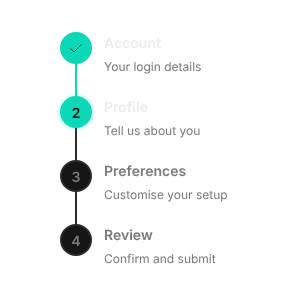 Account
Your login details
2
Profile
Tell us about you
3
Preferences
Customise your setup
4
Review
Confirm and submit